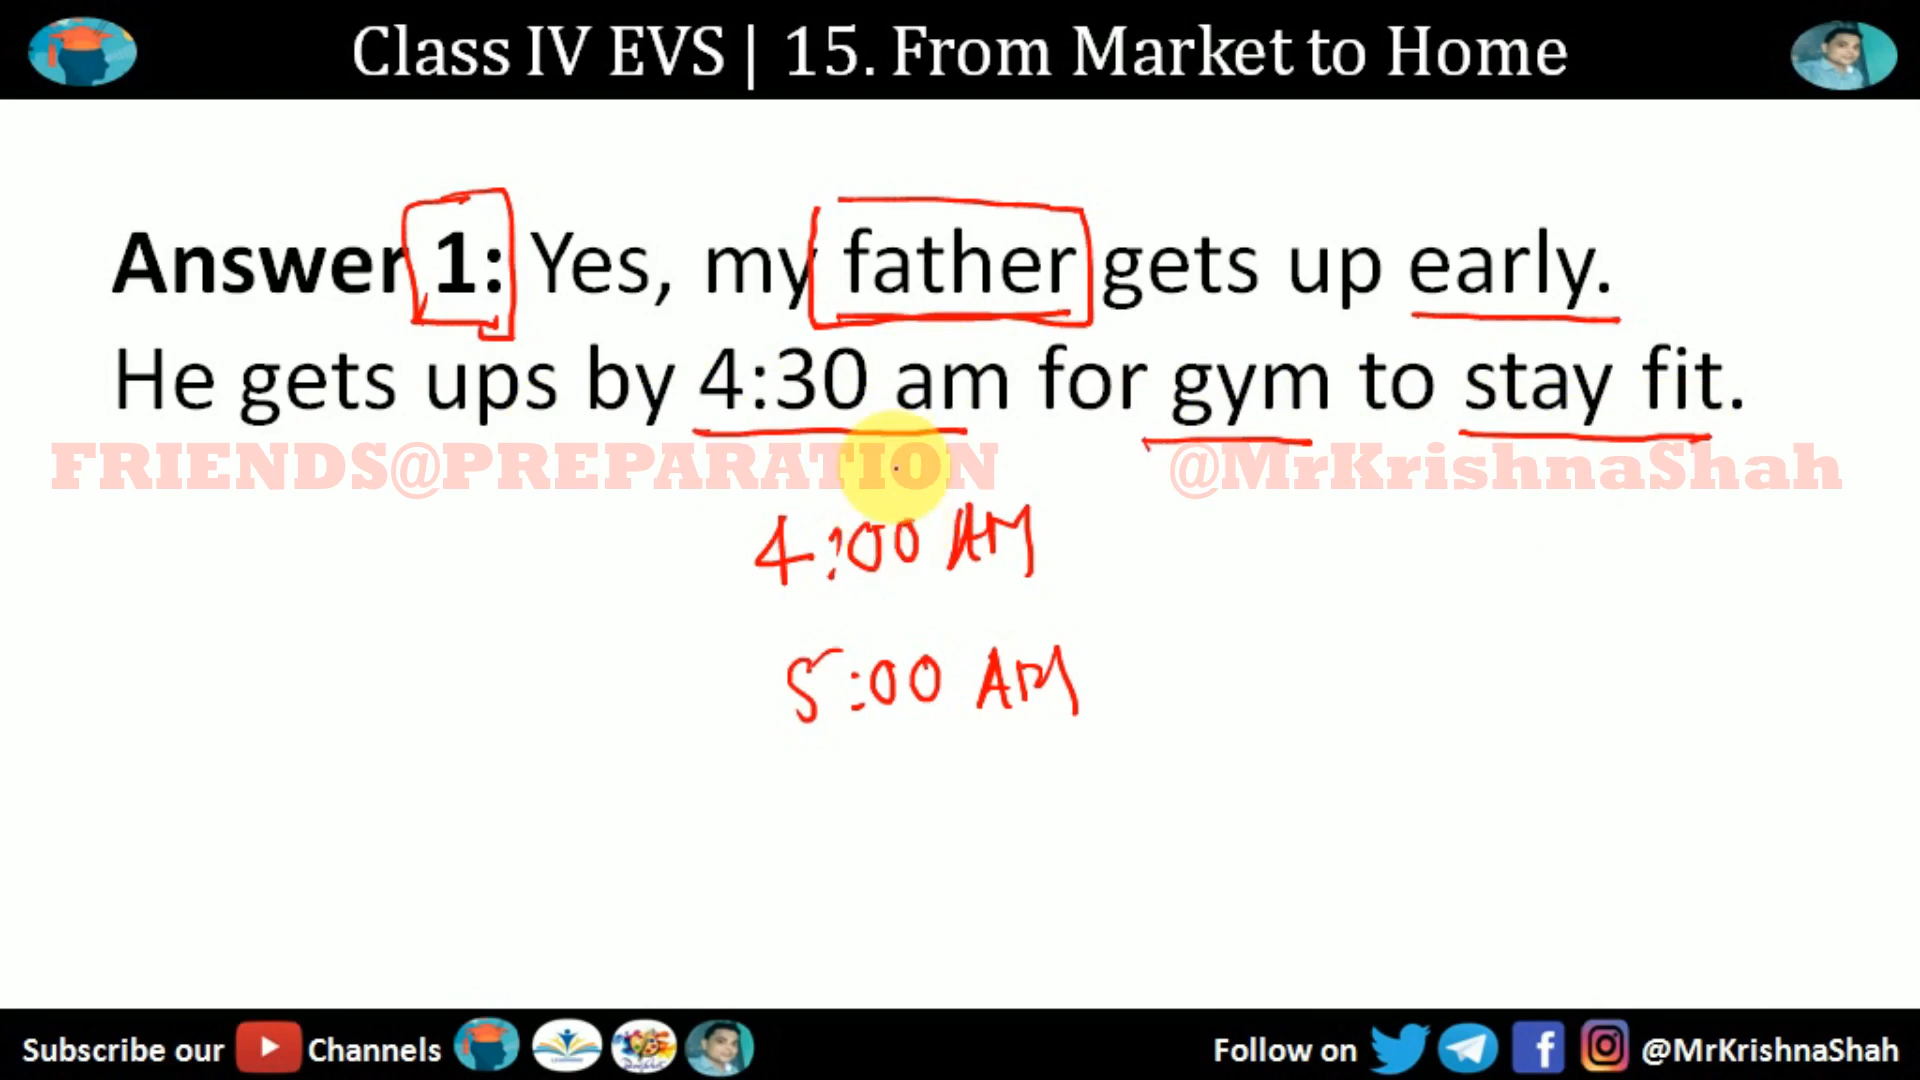 Class IV EVS | 15. From Market to Home
Answer 1: Yes, my father gets up early.
He gets ups by 4:30 am for gym to stay fit.
FRIENDS@PREPARATION @MrKrishnaShah
4:00 AM
5:00 AM
Subscribe our Channels Follow on @MrKrishnaShah